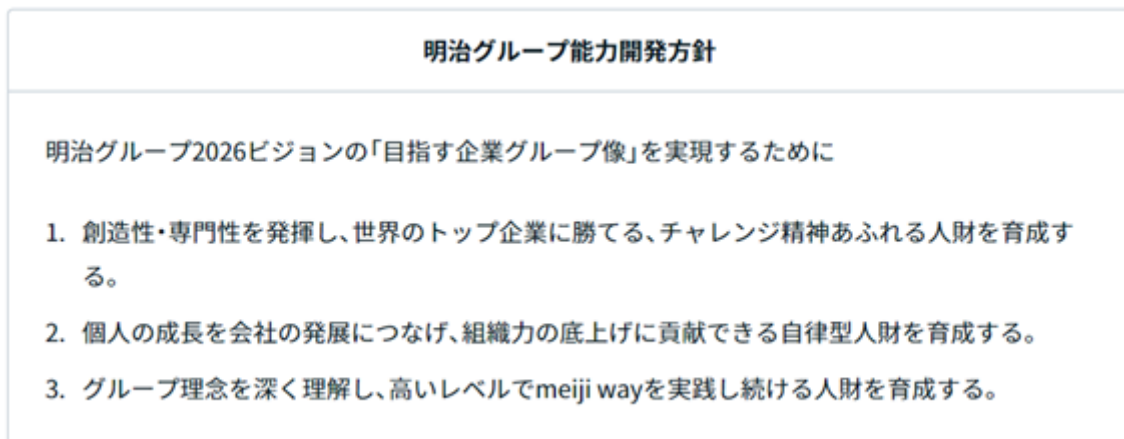 明治グループ能力開発方針
明治グループ2026ビジョンの「目指す企業グループ像」を実現するために
1. 創造性・専門性を発揮し、世界のトップ企業に勝てる、チャレンジ精神あふれる人財を育成す
る。
2. 個人の成長を会社の発展につなげ、組織力の底上げに貢献できる自律型人財を育成する。
3. グループ理念を深く理解し、高いレベルでmeiji wayを実践し続ける人財を育成する。